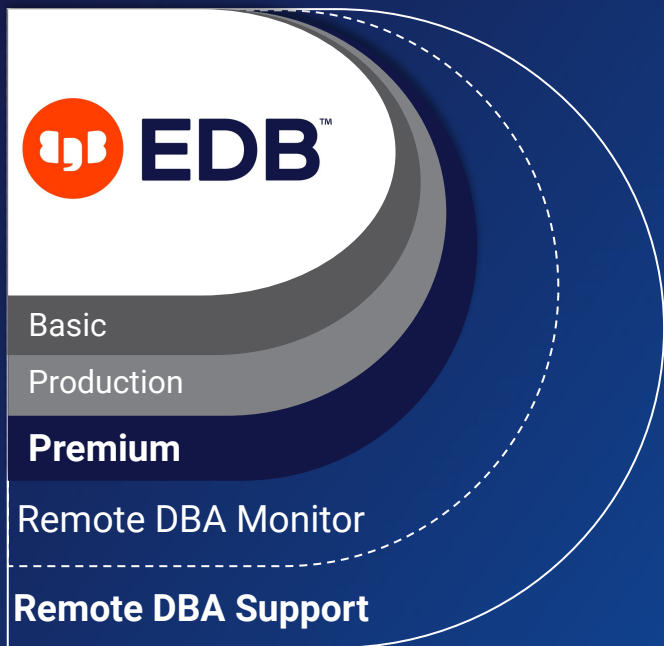 EDB™
Basic
Production
Premium
Remote DBA Monitor
Remote DBA Support